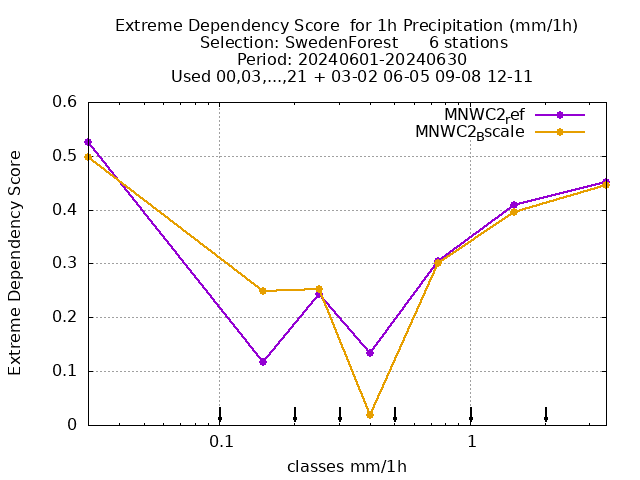 Extreme Dependency Score  for 1h Precipitation (mm/1h)
Selection: SwedenForest      6 stations
Period: 20240601-20240630
Used 00,03,...,21 + 03-02 06-05 09-08 12-11
MNWC2ref
MNWC2Bscale
0.6
0.5
0.4
0.3
0.2
0.1
0
Extreme Dependency Score
0.1 1
classes mm/1h